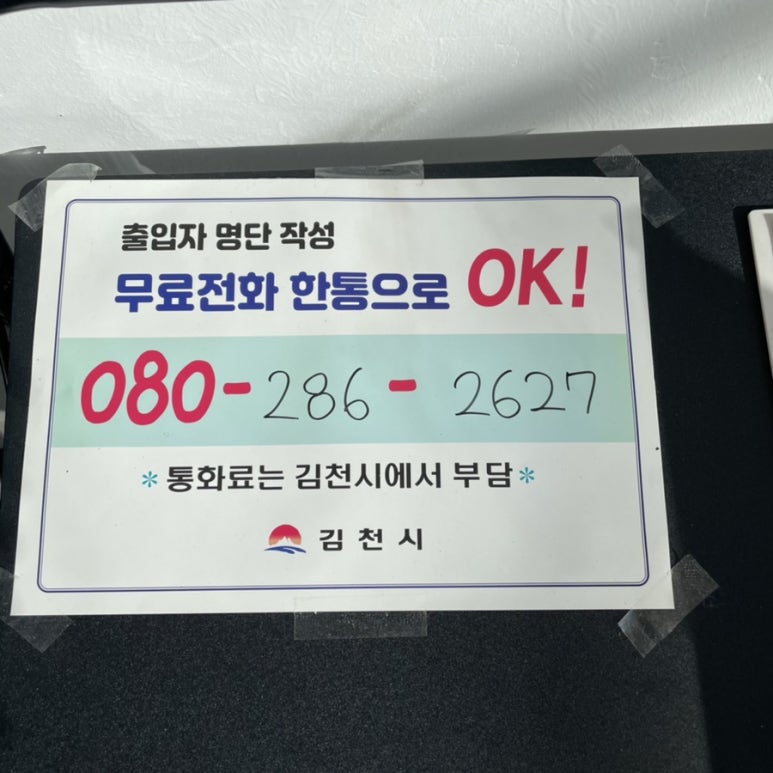 출입자 명단 작성
무료전화 한통으로 OK!
080-286-2627
*통화료는 김천시에서 부담*
김천시